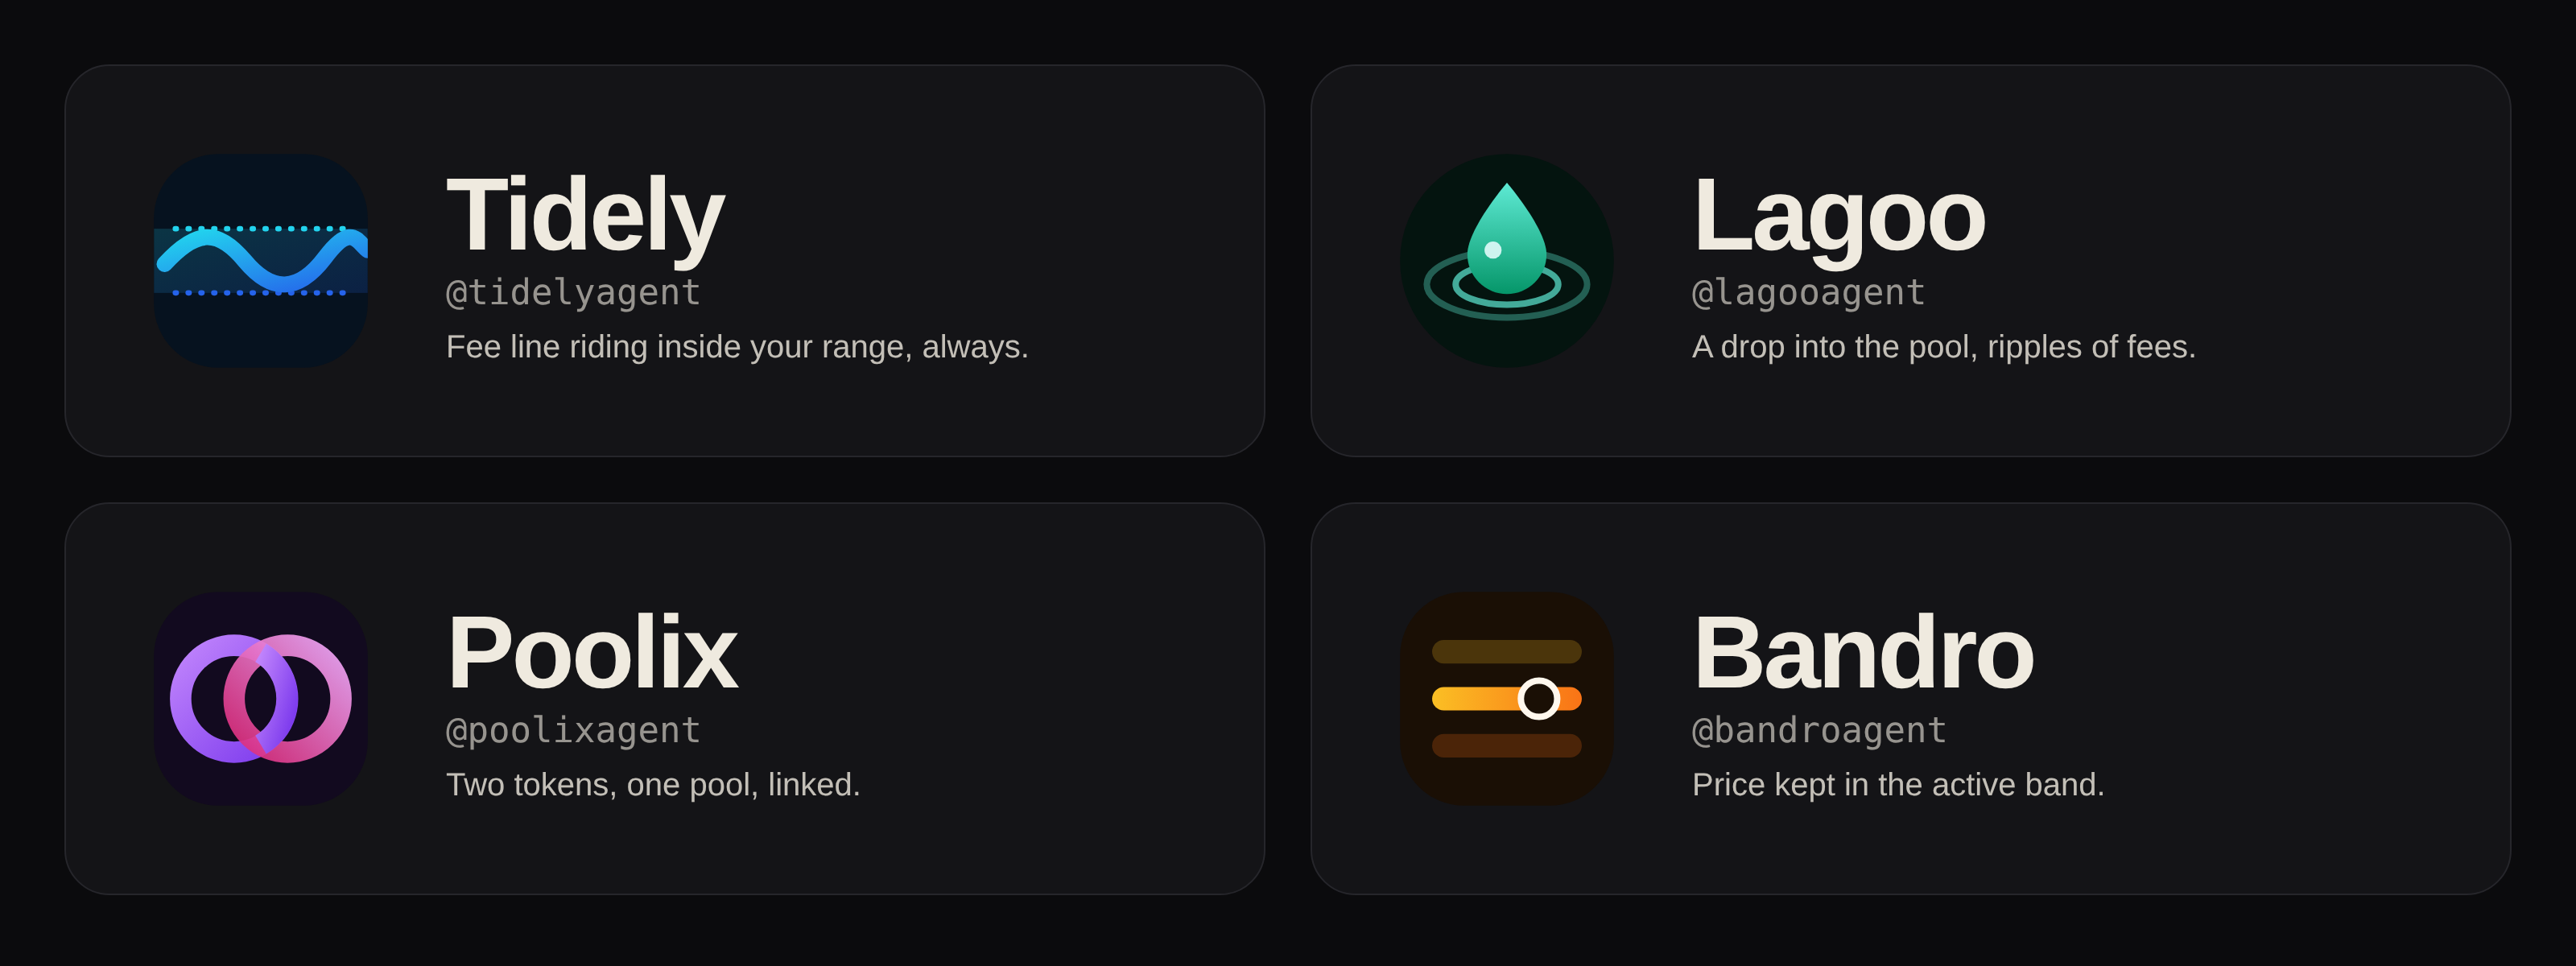 Tidely
@tidelyagent
Fee line riding inside your range, always.
Lagoo
@lagooagent
A drop into the pool, ripples of fees.
Poolix
@poolixagent
Two tokens, one pool, linked.
Bandro
@bandroagent
Price kept in the active band.